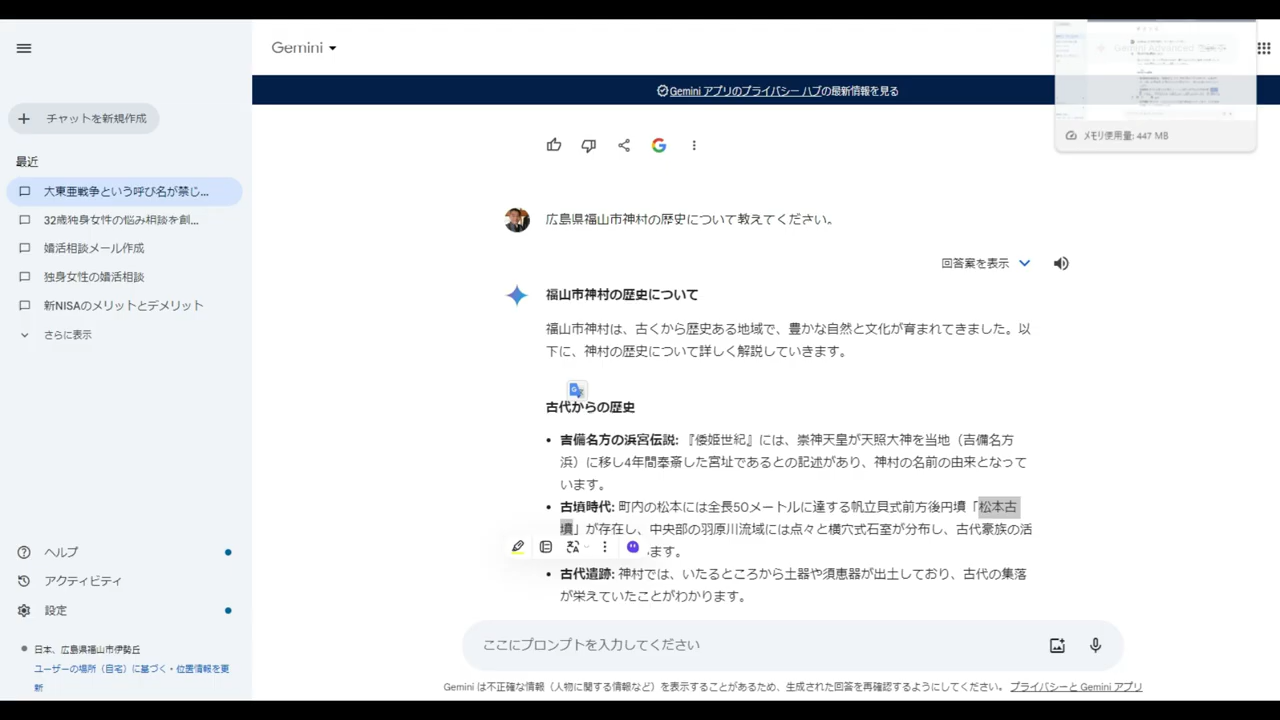 Gemini
Gemini アプリのプライバシー ハブの最新情報を見る
メモリ使用量: 447 MB
チャットを新規作成
最近
大東亜戦争という呼び名が禁じ...
32歳独身女性の悩み相談を創...
婚活相談メール作成
独身女性の婚活相談
新NISAのメリットとデメリット
さらに表示
ヘルプ
アクティビティ
設定
日本、広島県福山市伊勢丘
ユーザーの場所（自宅）に基づく・位置情報を更
新
広島県福山市神村の歴史について教えてください。
回答案を表示
福山市神村の歴史について
福山市神村は、古くから歴史ある地域で、豊かな自然と文化が育まれてきました。以
下に、神村の歴史について詳しく解説していきます。
古代からの歴史
• 吉備名方の浜宮伝説: 『倭姫世紀』には、崇神天皇が天照大神を当地（吉備名方
浜）に移し4年間奉斎した宮址であるとの記述があり、神村の名前の由来となって
います。
• 古墳時代: 町内の松本には全長50メートルに達する帆立貝式前方後円墳「松本古
墳」が存在し、中央部の羽原川流域には点々と横穴式石室が分布し、古代豪族の活
ます。
• 古代遺跡: 神村では、いたるところから土器や須恵器が出土しており、古代の集落
が栄えていたことがわかります。
ここにプロンプトを入力してください
Gemini は不正確な情報（人物に関する情報など）を表示することがあるため、生成された回答を再確認するようにしてください。 プライバシーと Gemini アプリ